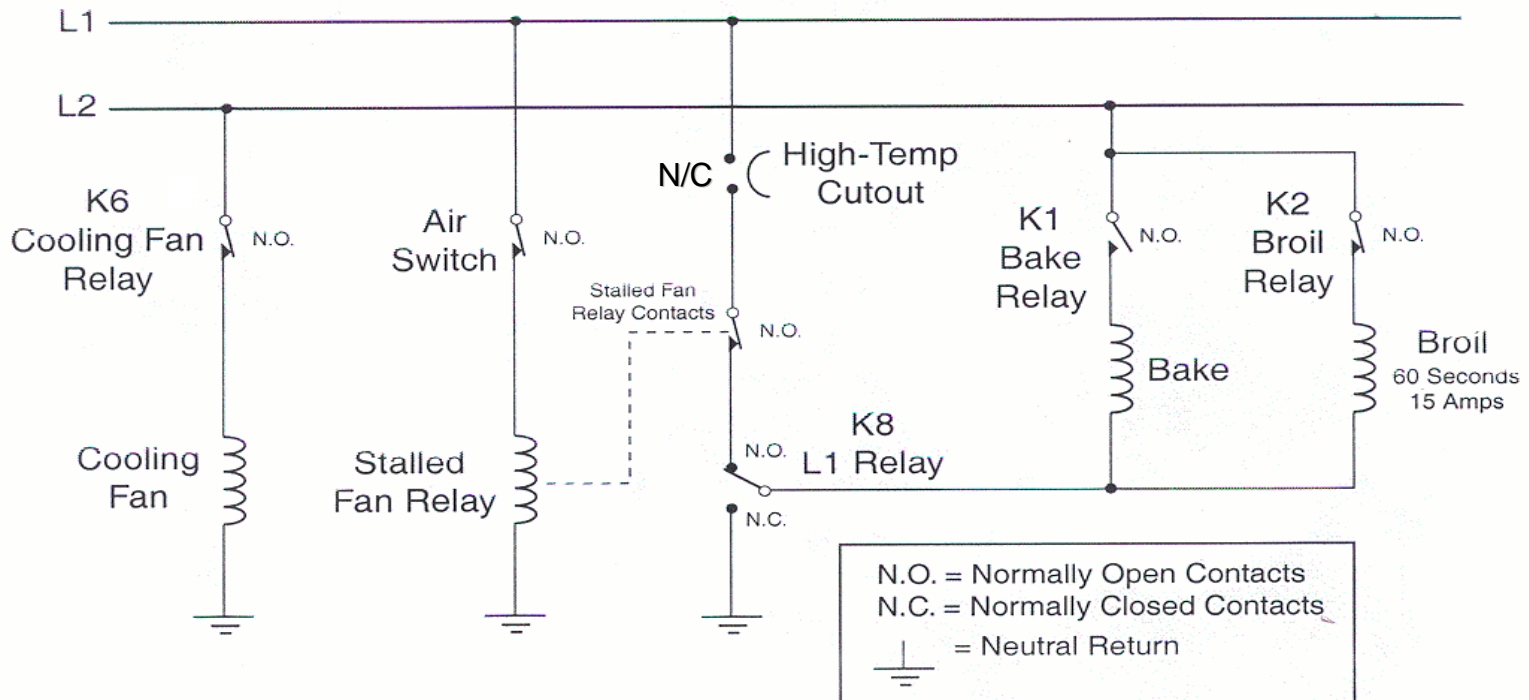 L1
L2
K6
Cooling Fan
Relay
N.O.
Cooling
Fan
Air
Switch
N.O.
Stalled
Fan Relay
N/C
High-Temp
Cutout
Stalled Fan
Relay Contacts
N.O.
K8
L1 Relay
N.O.
N.C.
K1
Bake
Relay
N.O.
Bake
K2
Broil
Relay
N.O.
Broil
60 Seconds
15 Amps
N.O. = Normally Open Contacts
N.C. = Normally Closed Contacts
= Neutral Return